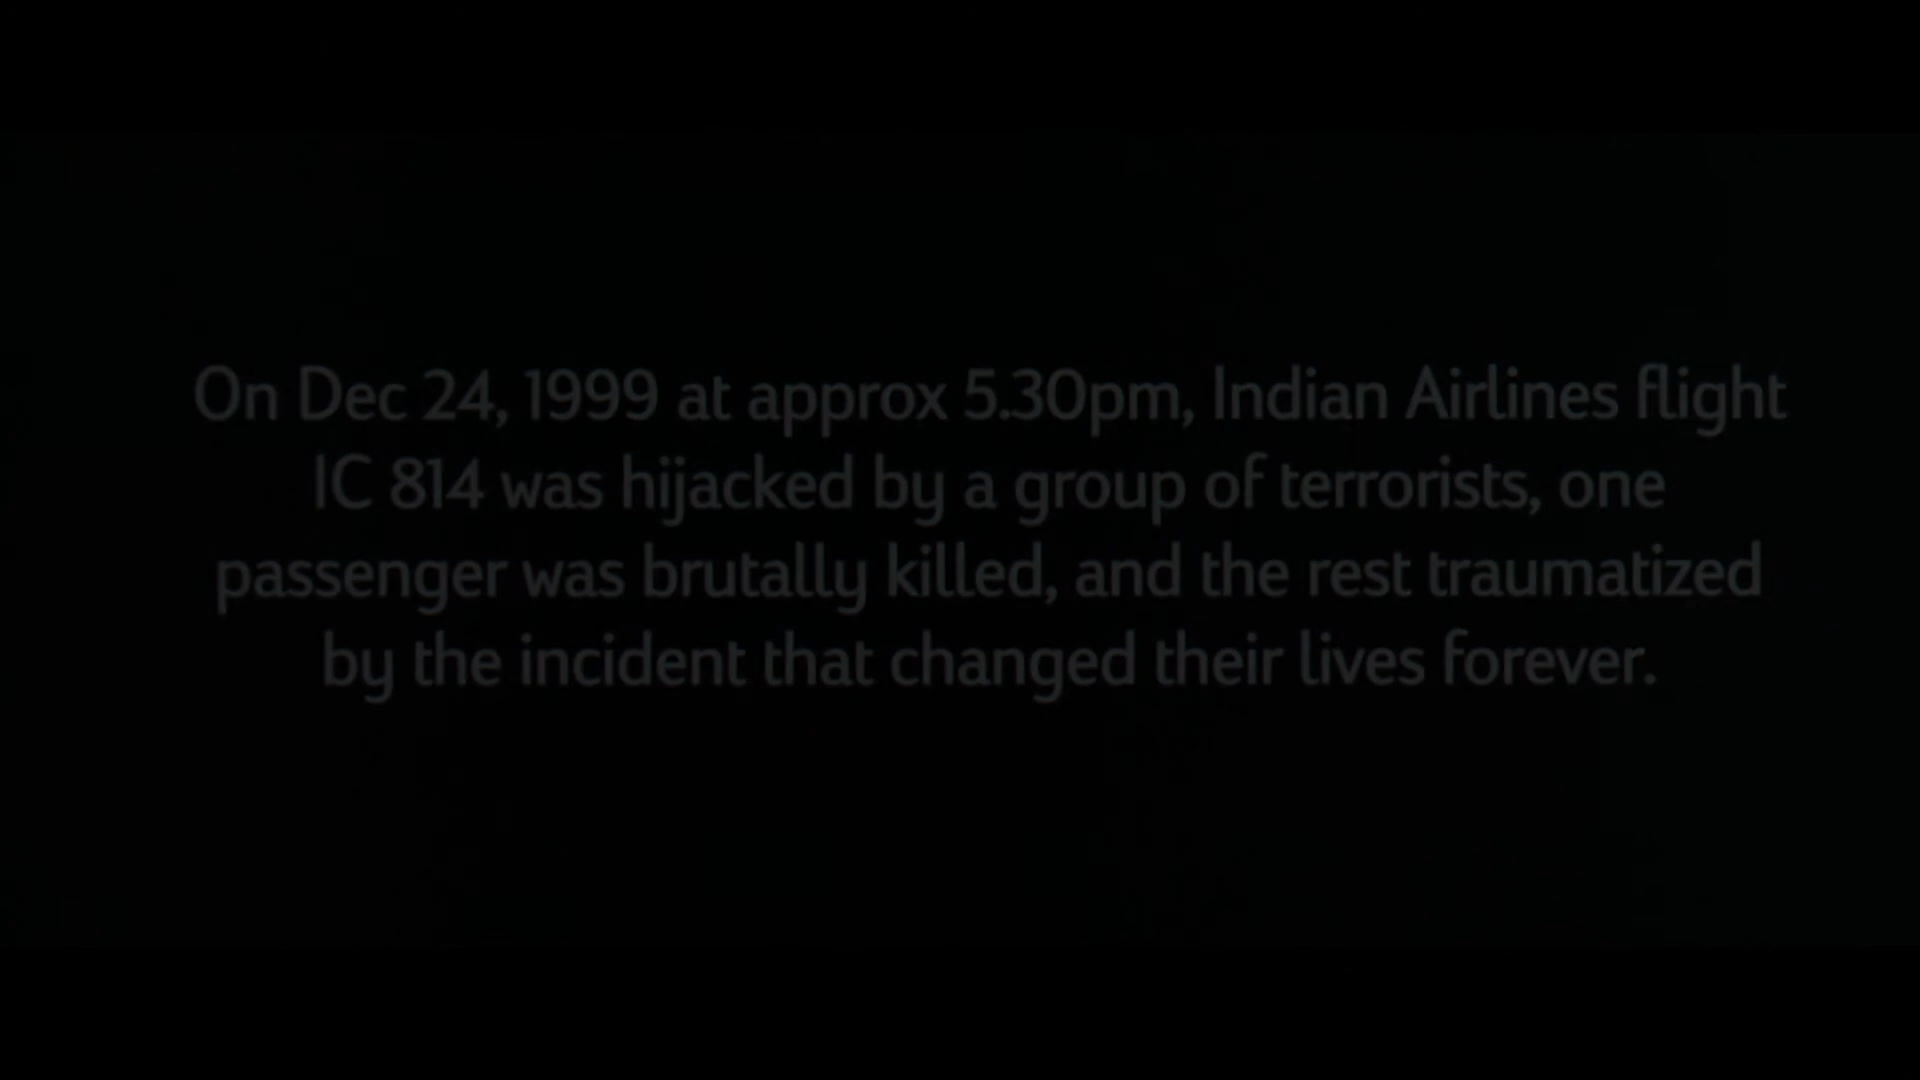 On Dec 24, 1999 at approx 5.30pm, Indian Airlines flight
IC 814 was hijacked by a group of terrorists, one
passenger was brutally killed, and the rest traumatized
by the incident that changed their lives forever.